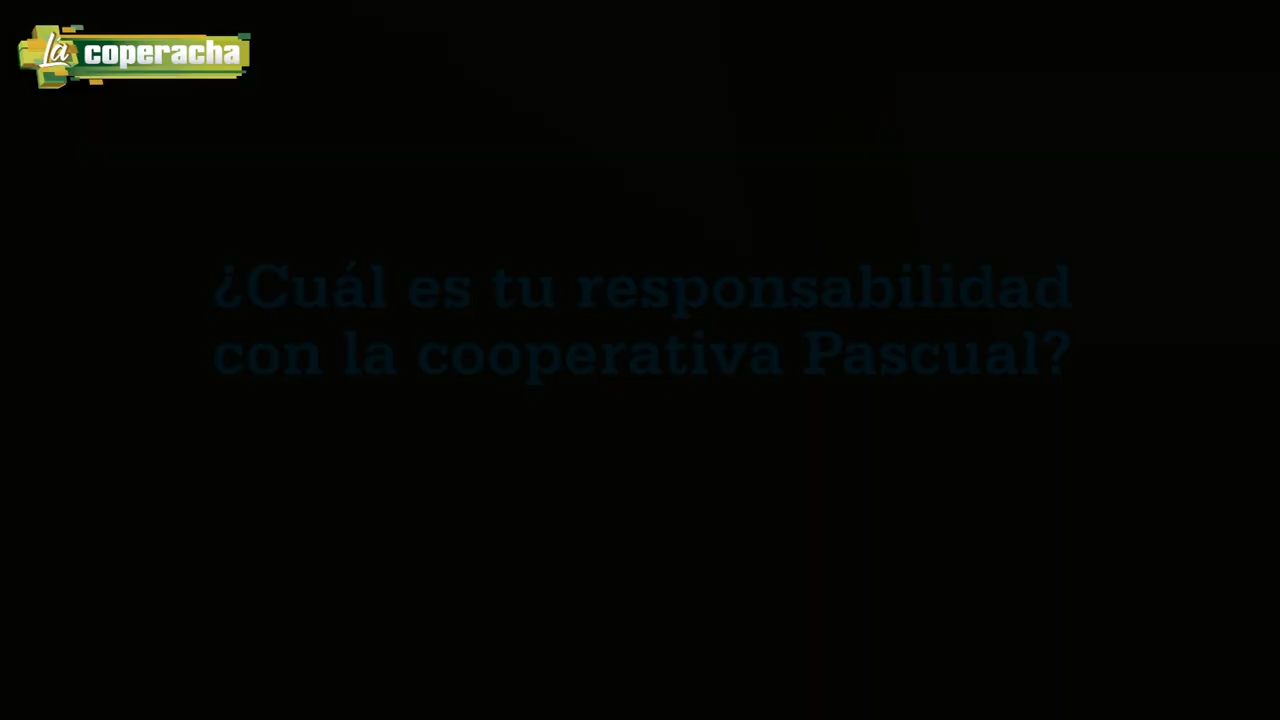 La coperacha
¿Cuál es tu responsabilidad
con la cooperativa Pascual?